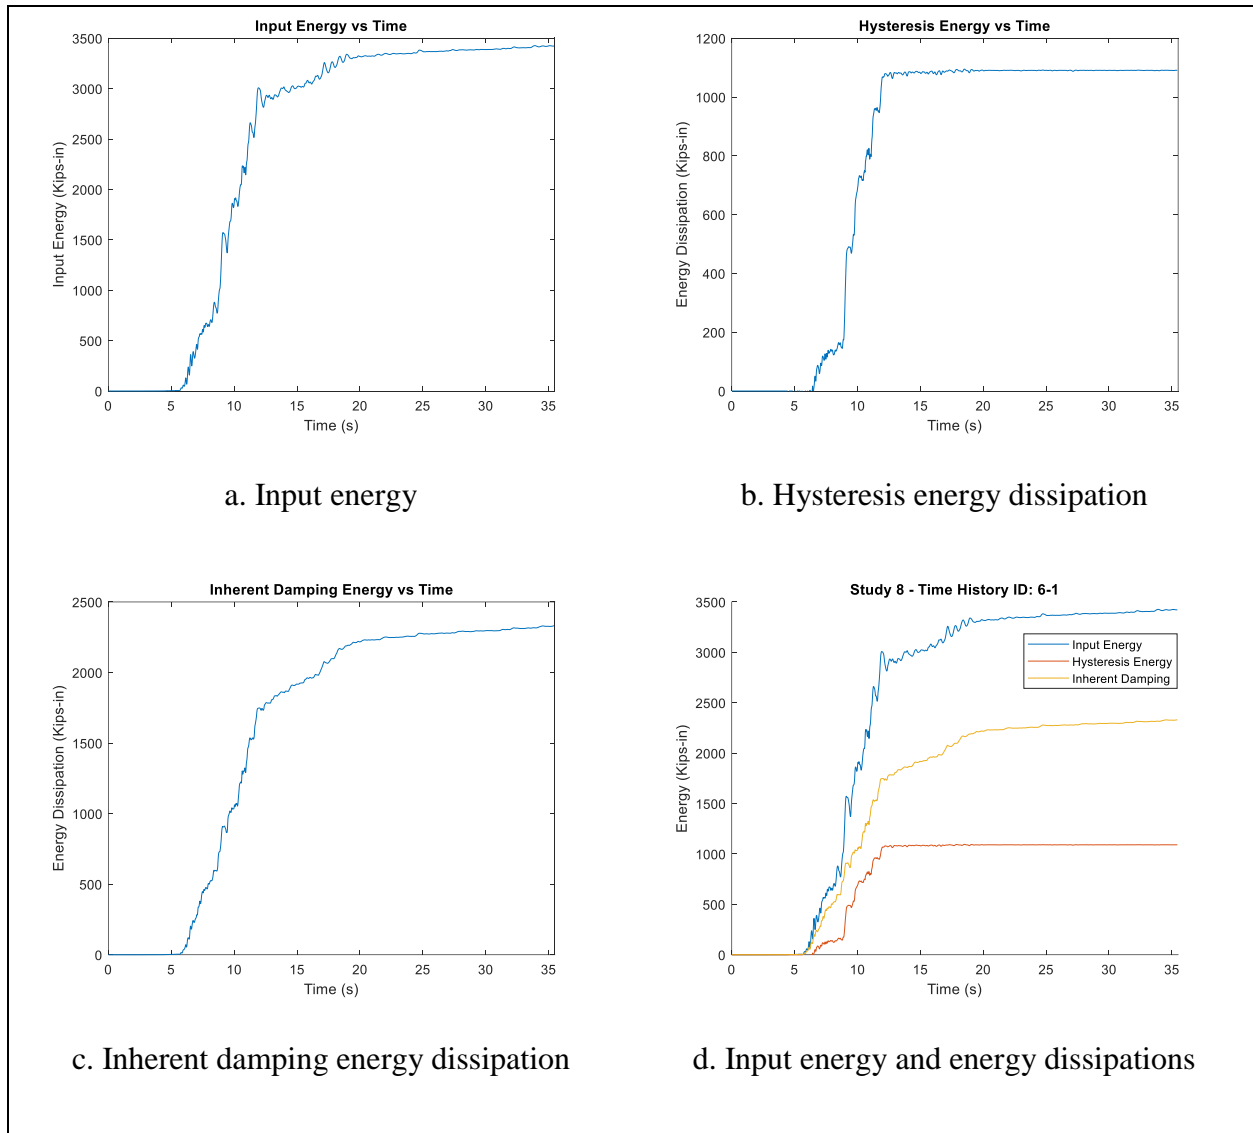 Input Energy vs Time
3500
3000
2500
2000
1500
1000
500
0
Input Energy (Kips-in)
0 5 10 15 20 25 30 35
Time (s)
a. Input energy
Hysteresis Energy vs Time
1200
1000
800
600
400
200
0
Energy Dissipation (Kips-in)
0 5 10 15 20 25 30 35
Time (s)
b. Hysteresis energy dissipation
Inherent Damping Energy vs Time
2500
2000
1500
1000
500
0
Energy Dissipation (Kips-in)
0 5 10 15 20 25 30 35
Time (s)
c. Inherent damping energy dissipation
Study 8 - Time History ID: 6-1
3500
3000
2500
2000
1500
1000
500
0
Energy (Kips-in)
Input Energy
Hysteresis Energy
Inherent Damping
0 5 10 15 20 25 30 35
Time (s)
d. Input energy and energy dissipations